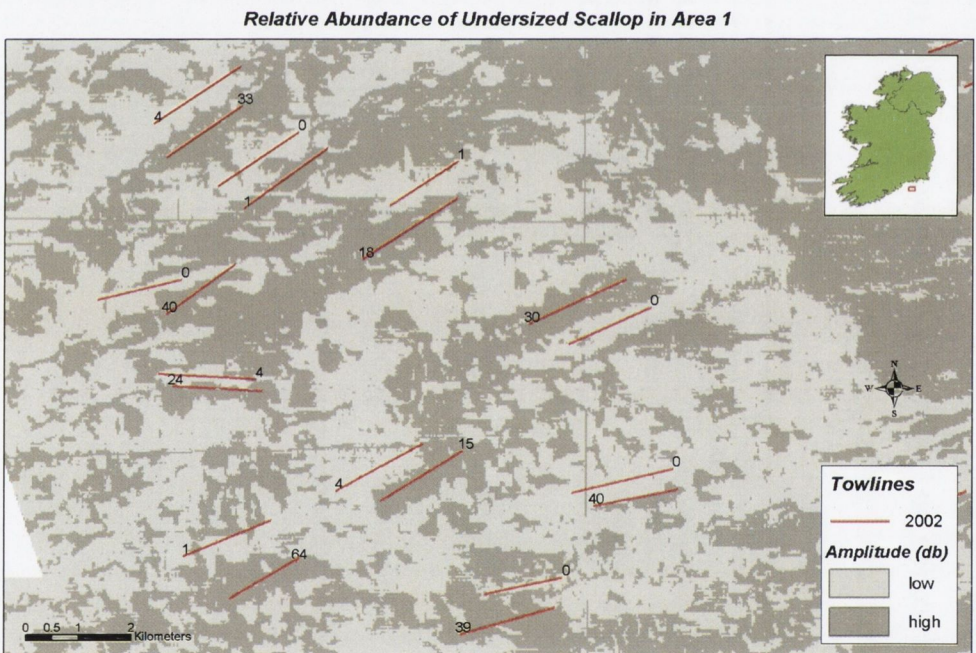 Relative Abundance of Undersized Scallop in Area 1
4
33
0
1
1
18
0
40
30
0
24
4
15
4
0
40
1
64
0
39
N
W
E
S
Towlines
2002
Amplitude (db)
low
high
0 0.5 1 2
Kilometers